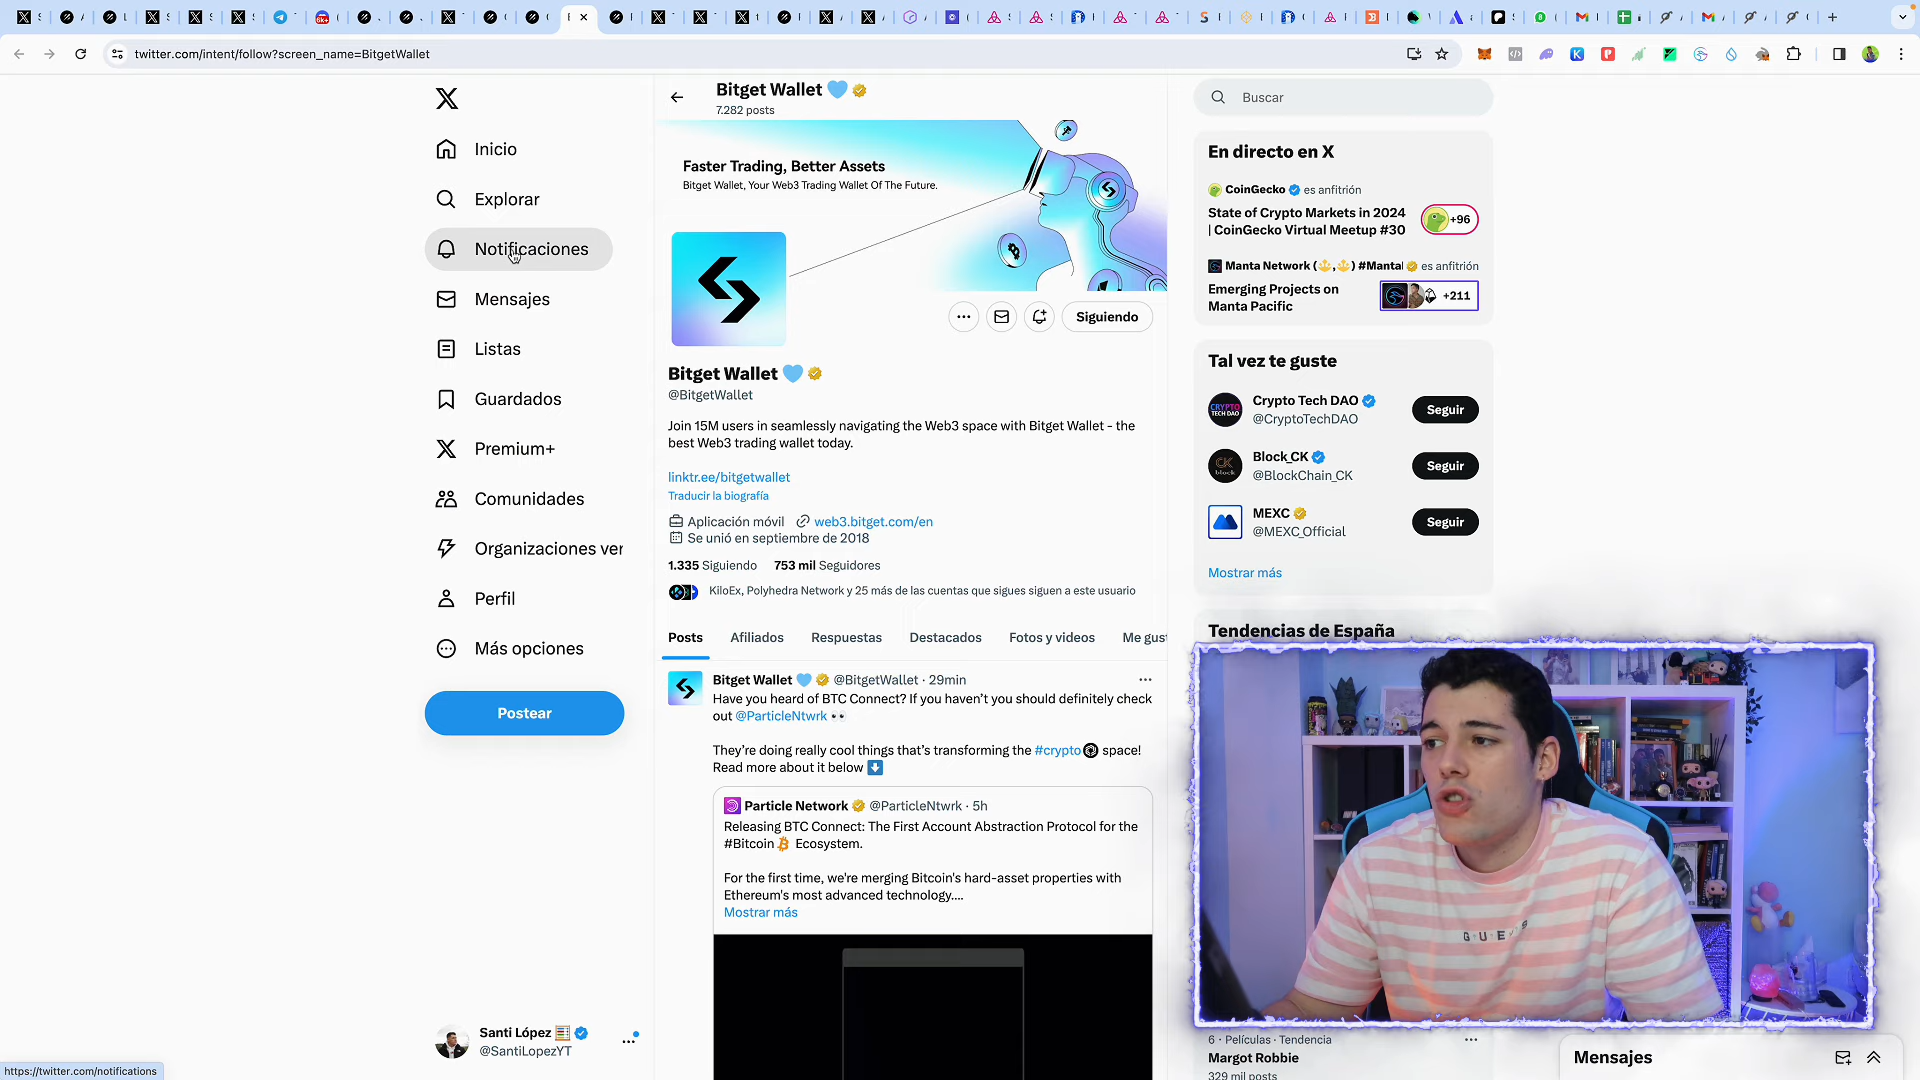 twitter.com/intent/follow?screen_name=BitgetWallet
Inicio
Explorar
Notificaciones
Mensajes
Listas
Guardados
Premium+
Comunidades
Organizaciones ver
Perfil
Más opciones
Postear
Santi López
@SantiLopezYT
https://twitter.com/notifications
Bitget Wallet
7.282 posts
Faster Trading, Better Assets
Bitget Wallet, Your Web3 Trading Wallet Of The Future.
Siguiendo
Bitget Wallet
@BitgetWallet
Join 15M users in seamlessly navigating the Web3 space with Bitget Wallet - the
best Web3 trading wallet today.
linktr.ee/bitgetwallet
Traducir la biografía
Aplicación móvil web3.bitget.com/en
Se unió en septiembre de 2018
1.335 Siguiendo 753 mil Seguidores
KiloEx, Polyhedra Network y 25 más de las cuentas que sigues siguen a este usuario
Posts Afiliados Respuestas Destacados Fotos y videos Me gust
Bitget Wallet @BitgetWallet · 29min
Have you heard of BTC Connect? If you haven't you should definitely check
out @ParticleNtwrk 👀
They're doing really cool things that's transforming the #crypto space!
Read more about it below ⬇️
Particle Network @ParticleNtwrk · 5h
Releasing BTC Connect: The First Account Abstraction Protocol for the
#Bitcoin Ecosystem.
For the first time, we're merging Bitcoin's hard-asset properties with
Ethereum's most advanced technology....
Mostrar más
Buscar
En directo en X
CoinGecko es anfitrión
State of Crypto Markets in 2024
| CoinGecko Virtual Meetup #30
+96
Manta Network (🔱,🔱) #Manta es anfitrión
Emerging Projects on
Manta Pacific
+211
Tal vez te guste
Crypto Tech DAO
@CryptoTechDAO
Seguir
Block_CK
@BlockChain_CK
Seguir
MEXC
@MEXC_Official
Seguir
Mostrar más
Tendencias de España
GUESS
6 · Películas · Tendencia
Margot Robbie
329 mil posts
Mensajes